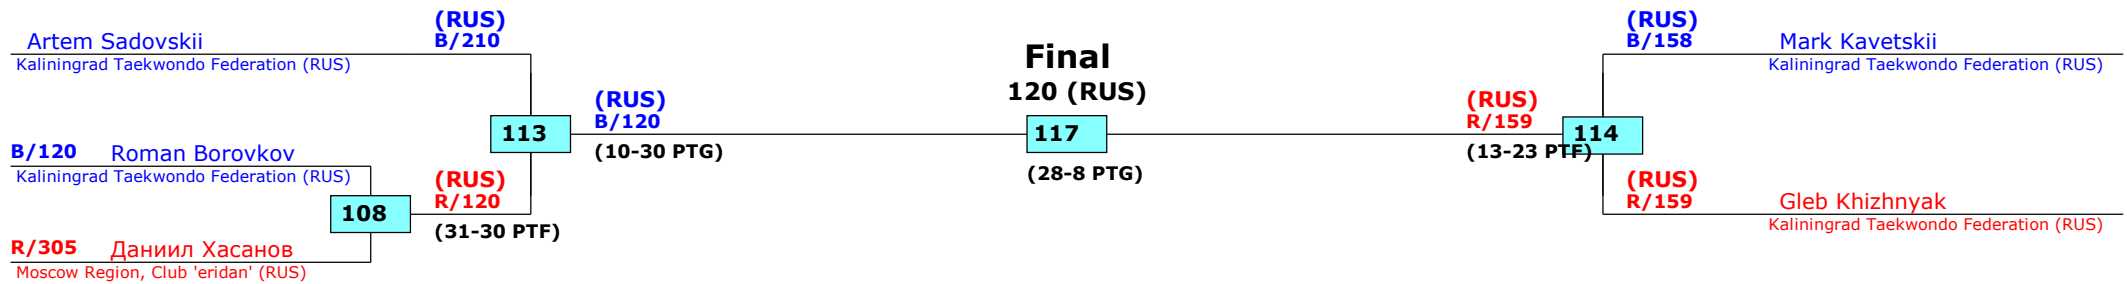 (RUS)
B/210
Artem Sadovskii
Kaliningrad Taekwondo Federation (RUS)
113
(RUS)
B/120
(10-30 PTG)
B/120 Roman Borovkov
Kaliningrad Taekwondo Federation (RUS)
108
(RUS)
R/120
(31-30 PTF)
R/305 Даниил Хасанов
Moscow Region, Club 'eridan' (RUS)
Final
120 (RUS)
117
(28-8 PTG)
(RUS)
B/158
Mark Kavetskii
Kaliningrad Taekwondo Federation (RUS)
(RUS)
R/159
114
(13-23 PTF)
(RUS)
R/159
Gleb Khizhnyak
Kaliningrad Taekwondo Federation (RUS)